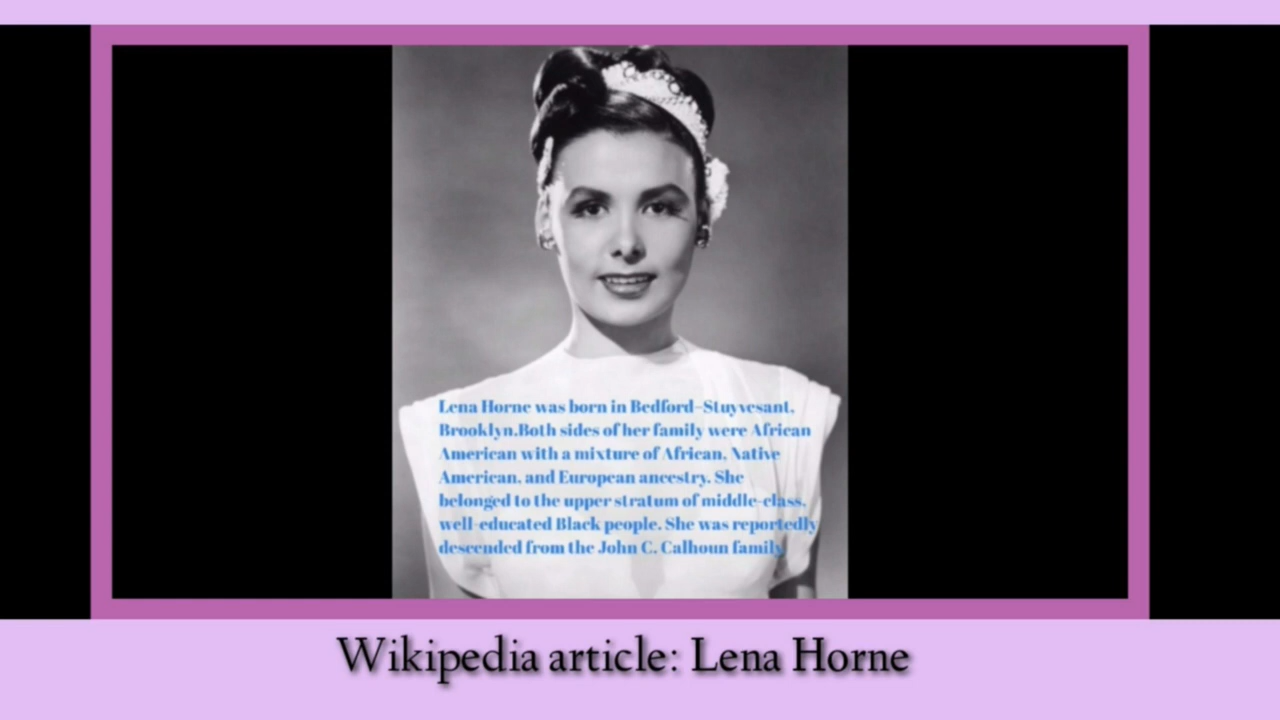 Lena Horne was born in Bedford–Stuyvesant,
Brooklyn.Both sides of her family were African
American with a mixture of African, Native
American, and European ancestry. She
belonged to the upper stratum of middle-class,
well-educated Black people. She was reportedly
descended from the John C. Calhoun family.
Wikipedia article: Lena Horne